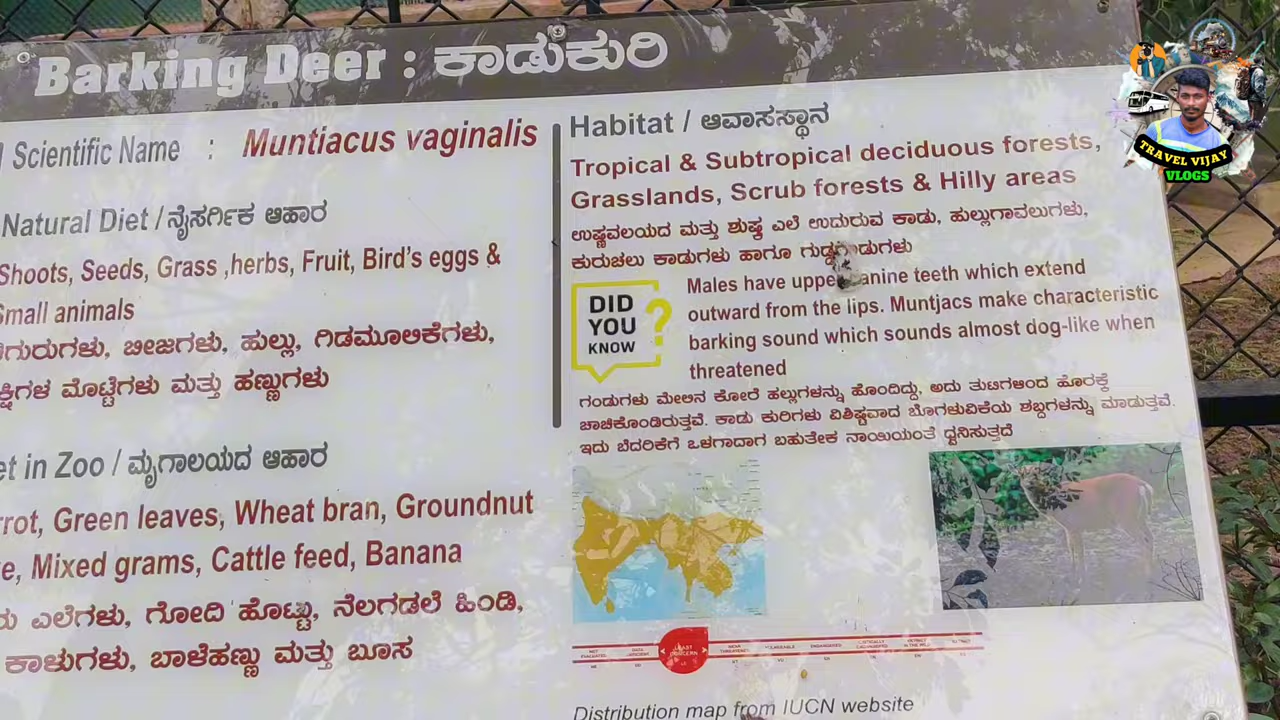 Barking Deer : ಕಾಡುಕುರಿ
Scientific Name : Muntiacus vaginalis
Natural Diet / ನೈಸರ್ಗಿಕ ಆಹಾರ
Shoots, Seeds, Grass ,herbs, Fruit, Bird's eggs &
Small animals
ಬೀಜಗಳು, ಹುಲ್ಲು, ಗಿಡಮೂಲಿಕೆಗಳು,
ಮೊಟ್ಟೆಗಳು ಮತ್ತು ಹಣ್ಣುಗಳು
in Zoo / ಮೃಗಾಲಯದ ಆಹಾರ
Green leaves, Wheat bran, Groundnut
Mixed grams, Cattle feed, Banana
ಎಲೆಗಳು, ಗೋದಿ ಹೊಟ್ಟು, ನೆಲಗಡಲೆ ಹಿಂಡಿ,
ಕಾಳುಗಳು, ಬಾಳೆಹಣ್ಣು ಮತ್ತು ಬೂಸ
Habitat / ಆವಾಸಸ್ಥಾನ
Tropical & Subtropical deciduous forests,
Grasslands, Scrub forests & Hilly areas
ಉಷ್ಣವಲಯದ ಮತ್ತು ಶುಷ್ಕ ಎಲೆ ಉದುರುವ ಕಾಡು, ಹುಲ್ಲುಗಾವಲುಗಳು,
ಕುರುಚಲು ಕಾಡುಗಳು ಹಾಗೂ
DID
YOU
KNOW
?
Males have upper canine teeth which extend
outward from the lips. Muntjacs make characteristic
barking sound which sounds almost dog-like when
threatened
ಗಂಡುಗಳು ಮೇಲಿನ ಕೋರೆ ಹಲ್ಲುಗಳನ್ನು ಹೊಂದಿದ್ದು, ಅದು ತುಟಿಗಳಿಂದ ಹೊರಕ್ಕೆ
ಚಾಚಿಕೊಂಡಿರುತ್ತವೆ. ಕಾಡು ಕುರಿಗಳು ವಿಶಿಷ್ಟವಾದ ಬೊಗಳುವಿಕೆಯ ಶಬ್ದಗಳನ್ನು ಮಾಡುತ್ತವೆ.
ಇದು ಬೆದರಿಕೆಗೆ ಒಳಗಾದಾಗ ಬಹುತೇಕ ನಾಯಿಯಂತೆ ಧ್ವನಿಸುತ್ತದೆ
LEAST
CONCERN
Distribution map from IUCN website
TRAVEL VIJAY
VLOGS